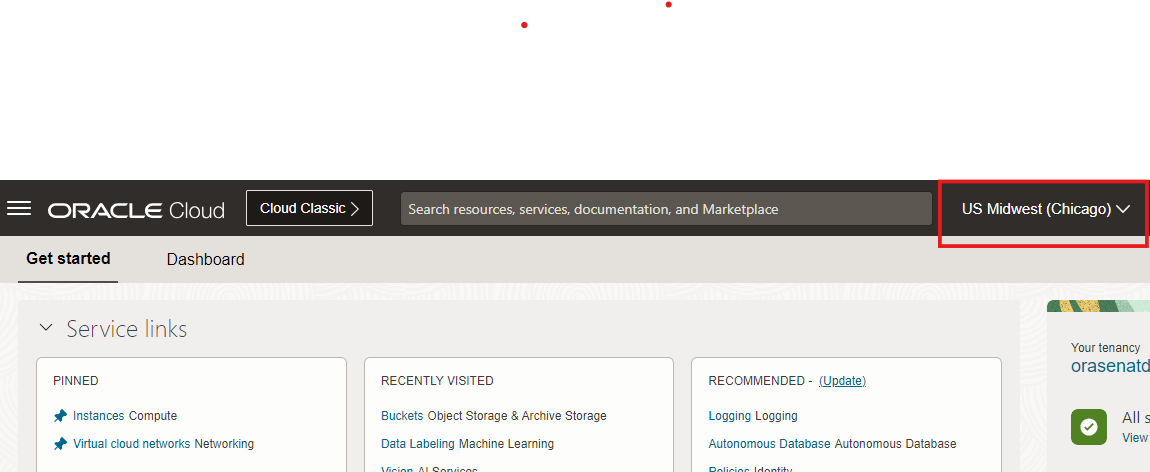 ORACLE Cloud Cloud Classic Search resources, services, documentation, and Marketplace US Midwest (Chicago)
Get started Dashboard
Service links
PINNED
Instances Compute
Virtual cloud networks Networking
RECENTLY VISITED
Buckets Object Storage & Archive Storage
Data Labeling Machine Learning
Vision AI Services
RECOMMENDED - (Update)
Logging Logging
Autonomous Database Autonomous Database
Policies Identity
Your tenancy
orasenatd
All s
View